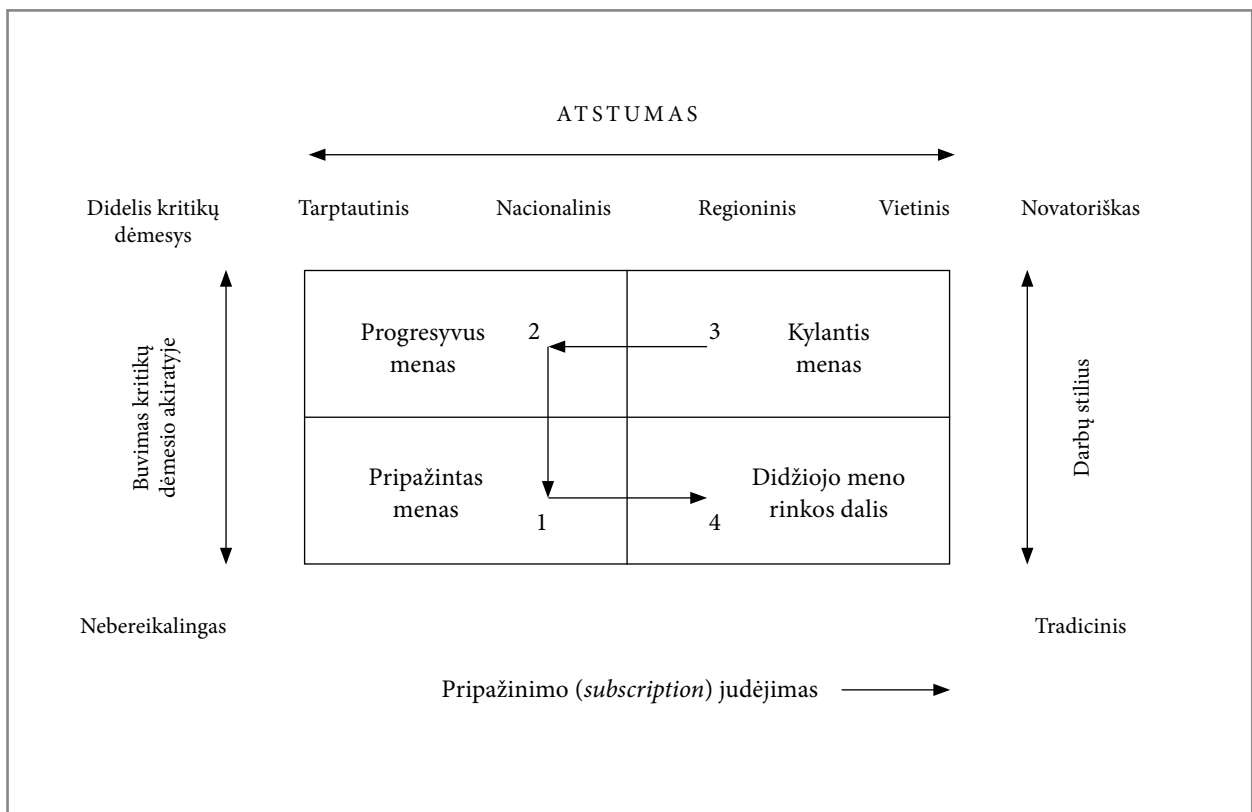 ATSTUMAS
Didelis kritikų
dėmesys
Tarptautinis
Nacionalinis
Regioninis
Vietinis
Novatoriškas
Buvimas kritikų
dėmesio akiratyje
Progresyvus
menas
2
3
Kylantis
menas
Darbų stilius
Pripažintas
menas
1
4
Didžiojo meno
rinkos dalis
Nebereikalingas
Tradicinis
Pripažinimo (subscription) judėjimas